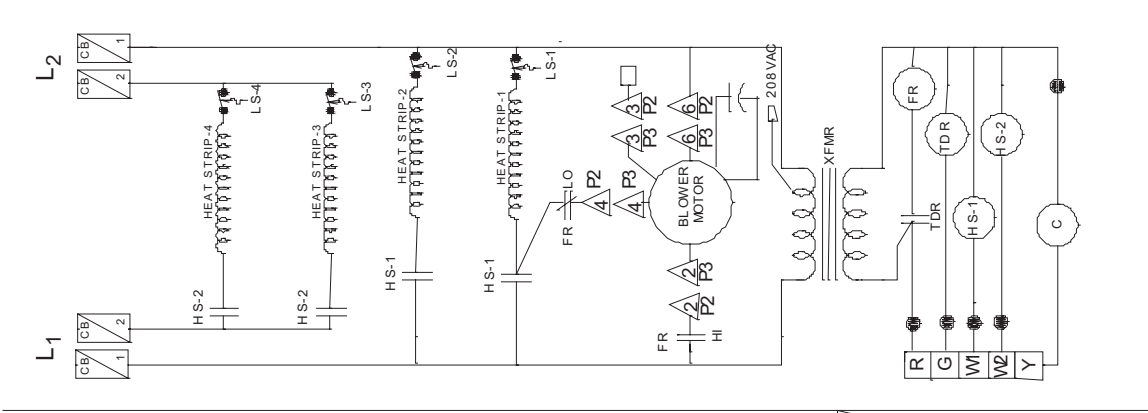 L2
CB 1
CB 2
LS-4
HEAT STRIP-4
HS-2
LS-3
HEAT STRIP-3
HS-2
LS-2
HEAT STRIP-2
HS-1
LS-1
HEAT STRIP-1
HS-1
L1
CB 2
CB 1
FR
LO
4 P2
4 P3
3 P2
3 P3
6 P2
6 P3
BLOWER
MOTOR
2 P3
2 P2
FR
HI
208 VAC
XFMR
FR
TDR
TDR
HS-1
HS-2
C
R
G
W1
W2
Y